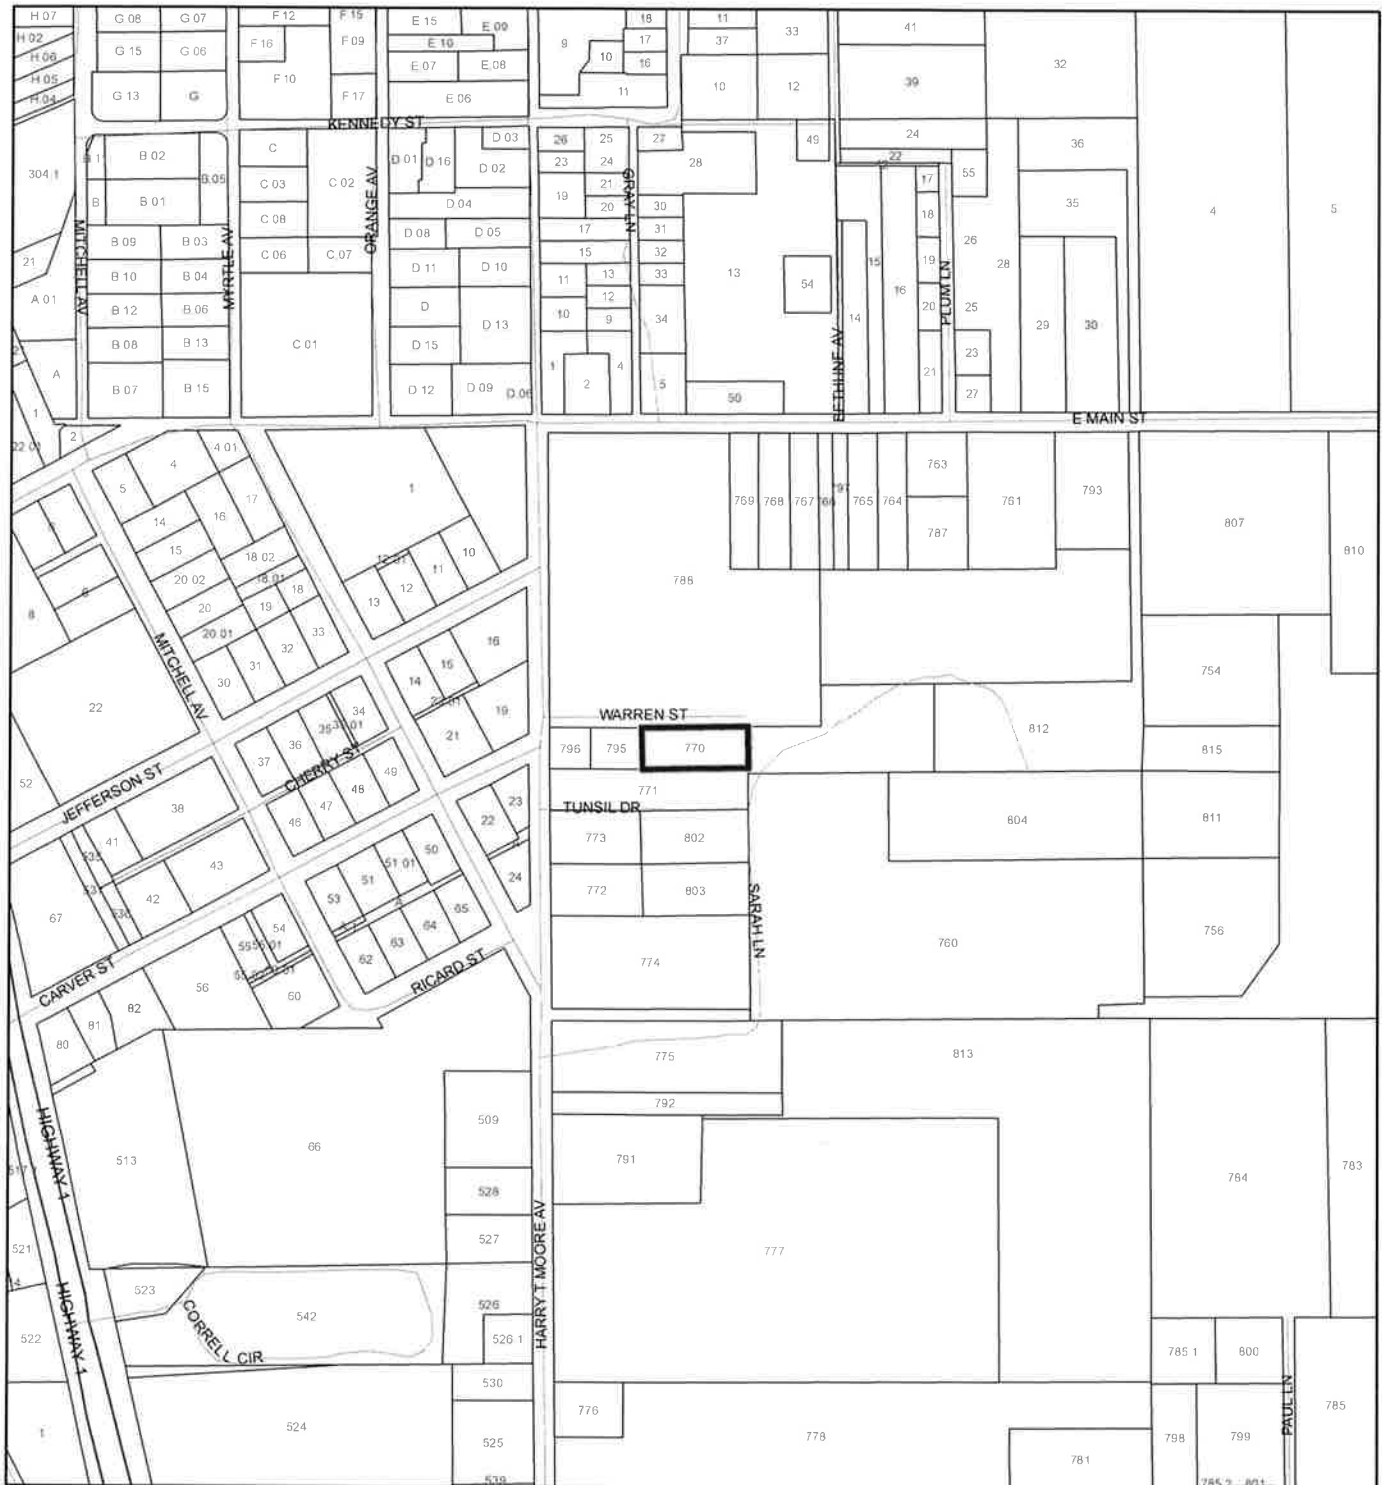 H 07
G 08
G 07
F 12
F 15
E 15
E 09
18
11
33
41
H 02
G 15
G 06
F 16
F 09
E 10
9
17
37
32
H 06
10
H 05
F 10
E 07
E 08
16
10
12
39
H 04
G 13
G
F 17
E 06
11
KENNEDY ST
C
D 03
26
25
27
49
24
36
304.1
B 02
C 02
D 01
D 16
D 02
23
24
28
22
B 05
C 03
21
17
55
B
B 01
C 08
D 04
19
20
30
18
35
4
5
MITCHELL AV
MYRTLE AV
ORANGE AV
GRAY LN
B 09
B 03
C 06
C 07
D 08
D 05
17
31
26
21
B 10
B 04
D 11
D 10
15
32
13
54
15
16
19
28
A 01
11
13
33
B 12
B 06
D
D 13
10
12
34
14
20
25
29
30
B 08
B 13
C 01
D 15
9
PLUM LN
BETHUNE AV
A
1
4
23
B 07
B 15
D 12
D 09
D 06
2
5
50
21
27
1
E MAIN ST
22 01
2
4
4 01
5
1
769
768
767
765
764
763
761
793
807
810
14
16
17
787
15
18 02
10
20 02
18 01
11
12
13
788
8
20
19
18
20 01
33
32
31
30
16
15
14
754
22
MITCHELL AV
34
19
21
WARREN ST
812
36
37
796
795
770
815
CHERRY ST
49
48
47
46
771
52
JEFFERSON ST
38
TUNSIL DR
23
22
804
811
41
773
802
43
50
51 01
51
53
24
772
803
42
67
65
64
63
62
SARAH LN
54
756
760
774
CARVER ST
56
60
RICARD ST
82
81
80
775
813
792
HIGHWAY 1
509
66
513
791
784
783
528
527
521
777
HARRY T MOORE AV
523
542
526
522
CORRELL CIR
526 1
785 1
800
HIGHWAY 1
530
776
PAUL LN
785
524
525
778
781
798
799
539